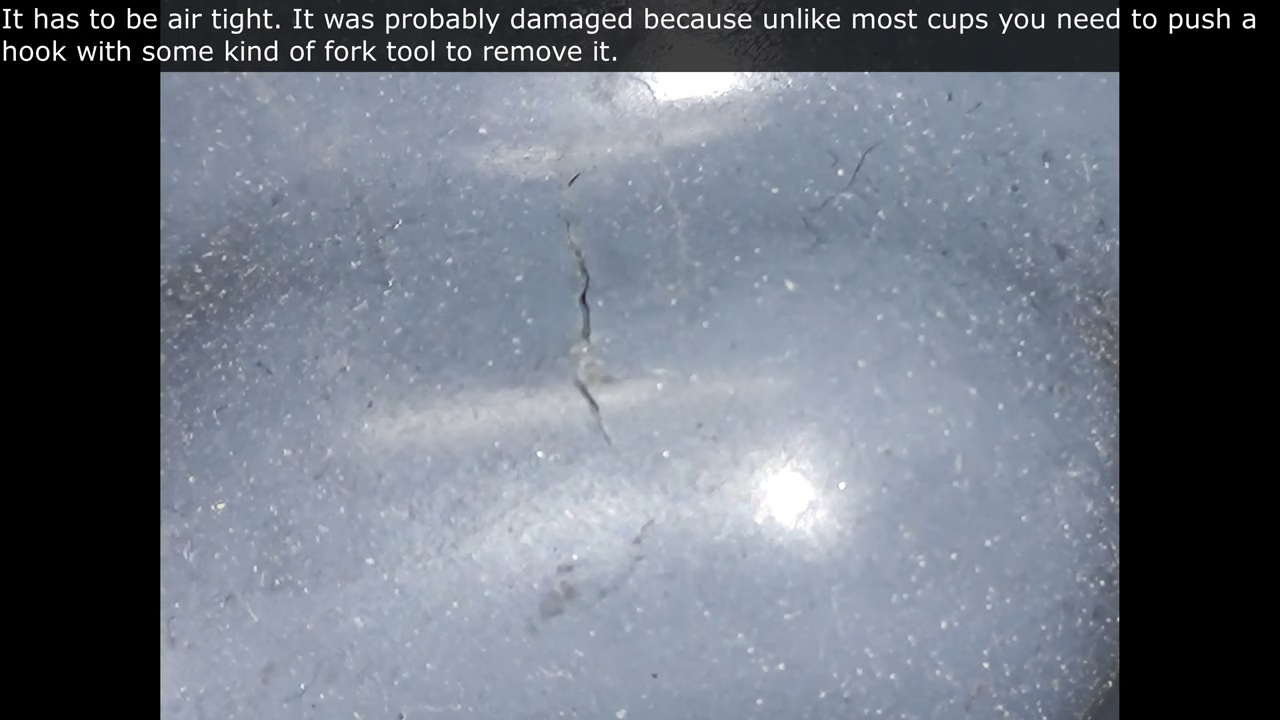 It has to be air tight. It was probably damaged because unlike most cups you need to push a
hook with some kind of fork tool to remove it.